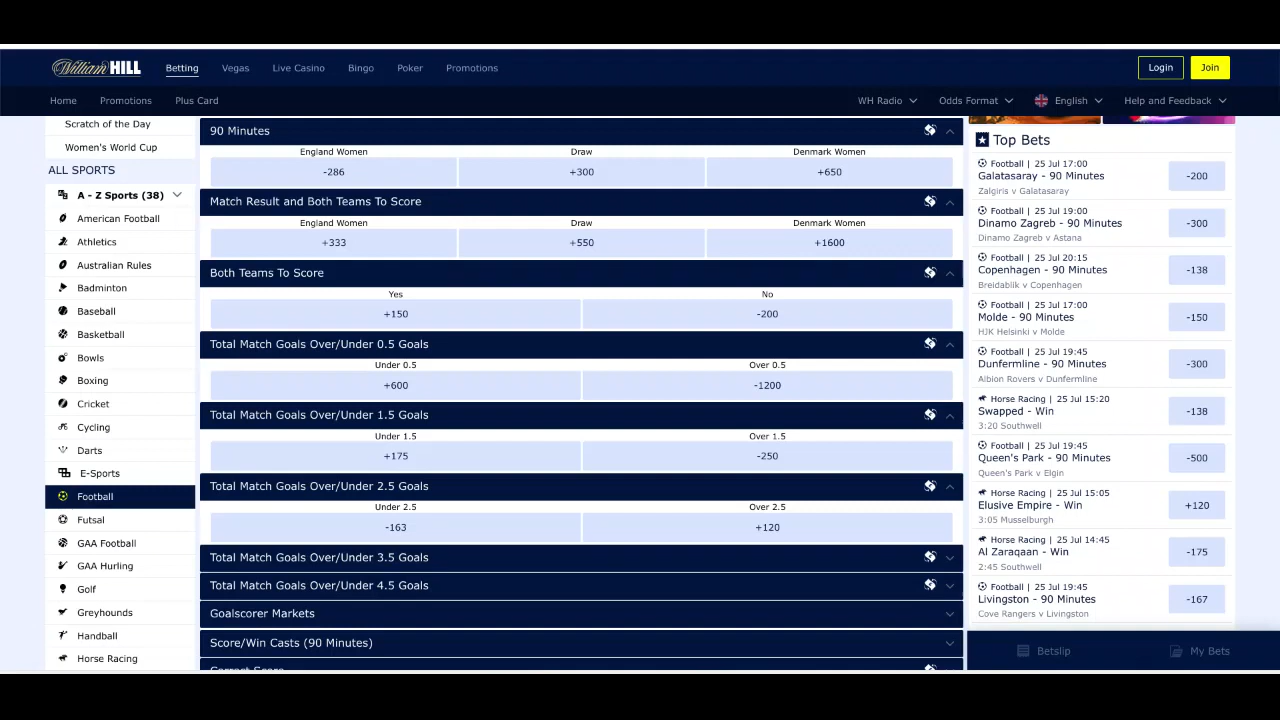 William HILL
Betting Vegas Live Casino Bingo Poker Promotions
Login Join
Home Promotions Plus Card
WH Radio Odds Format English Help and Feedback
Scratch of the Day
Women's World Cup
ALL SPORTS
A - Z Sports (38)
American Football
Athletics
Australian Rules
Badminton
Baseball
Basketball
Bowls
Boxing
Cricket
Cycling
Darts
E-Sports
Football
Futsal
GAA Football
GAA Hurling
Golf
Greyhounds
Handball
Horse Racing
90 Minutes
England Women Draw Denmark Women
-286 +300 +650
Match Result and Both Teams To Score
England Women Draw Denmark Women
+333 +550 +1600
Both Teams To Score
Yes No
+150 -200
Total Match Goals Over/Under 0.5 Goals
Under 0.5 Over 0.5
+600 -1200
Total Match Goals Over/Under 1.5 Goals
Under 1.5 Over 1.5
+175 -250
Total Match Goals Over/Under 2.5 Goals
Under 2.5 Over 2.5
-163 +120
Total Match Goals Over/Under 3.5 Goals
Total Match Goals Over/Under 4.5 Goals
Goalscorer Markets
Score/Win Casts (90 Minutes)
Correct Score
Top Bets
Football | 25 Jul 17:00
Galatasaray - 90 Minutes -200
Zalgiris v Galatasaray
Football | 25 Jul 19:00
Dinamo Zagreb - 90 Minutes -300
Dinamo Zagreb v Astana
Football | 25 Jul 20:15
Copenhagen - 90 Minutes -138
Breidablik v Copenhagen
Football | 25 Jul 17:00
Molde - 90 Minutes -150
HJK Helsinki v Molde
Football | 25 Jul 19:45
Dunfermline - 90 Minutes -300
Albion Rovers v Dunfermline
Horse Racing | 25 Jul 15:20
Swapped - Win -138
3:20 Southwell
Football | 25 Jul 19:45
Queen's Park - 90 Minutes -500
Queen's Park v Elgin
Horse Racing | 25 Jul 15:05
Elusive Empire - Win +120
3:05 Musselburgh
Horse Racing | 25 Jul 14:45
Al Zaraqaan - Win -175
2:45 Southwell
Football | 25 Jul 19:45
Livingston - 90 Minutes -167
Cove Rangers v Livingston
Betslip My Bets